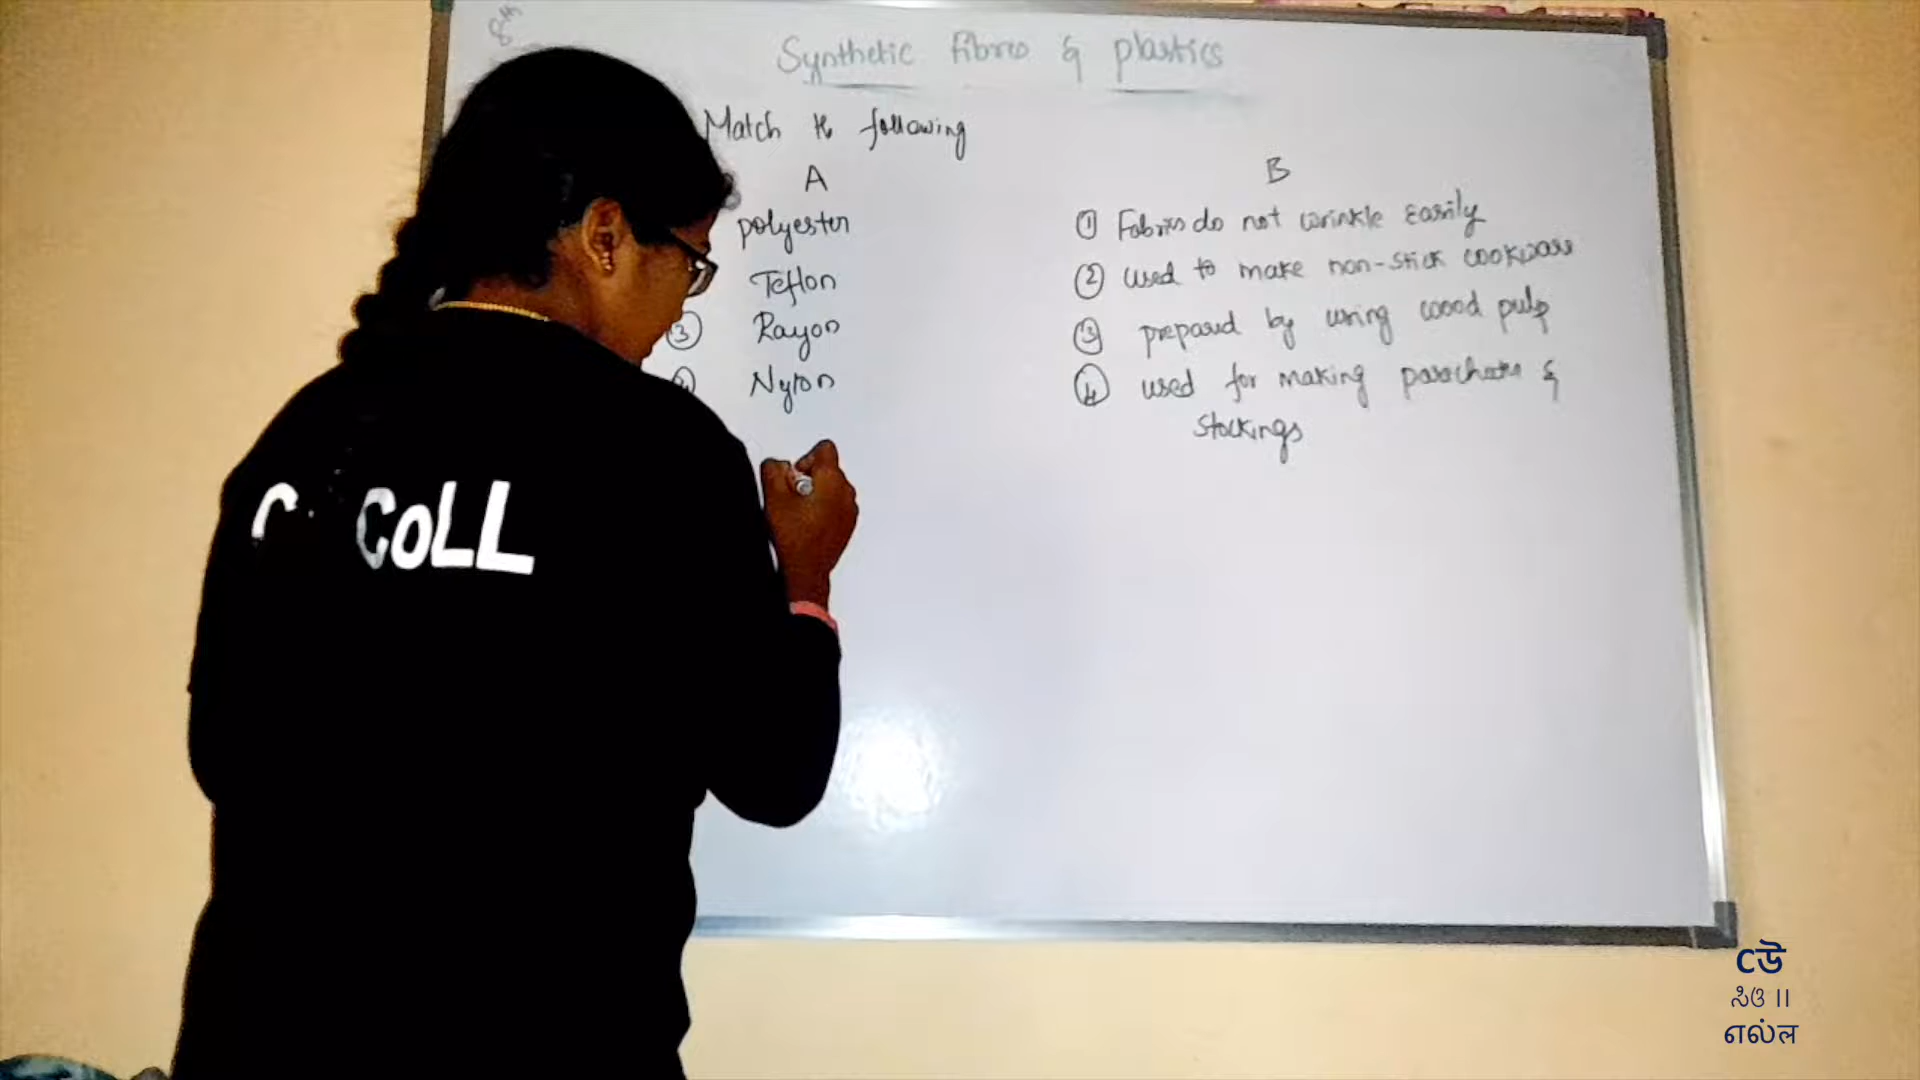 8th
Synthetic Fibres & plastics
Match the following
A
B
polyester
① Fabrics do not wrinkle Easily
Teflon
② used to make non-stick cookware
③ Rayon
③ prepared by using wood pulp
Nylon
④ used for making parachutes &
stockings
COLL
Cউ
ಸಿಓ ।।
எல்ல